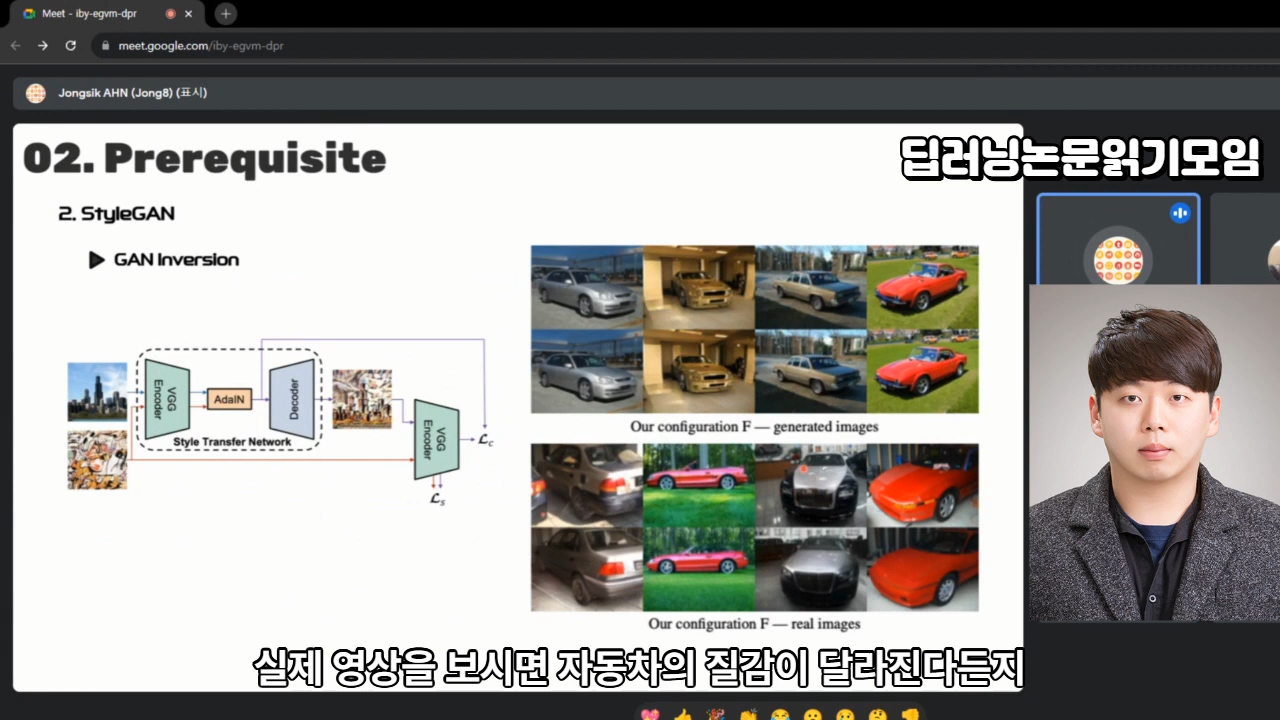 Meet - iby-egvm-dpr
meet.google.com/iby-egvm-dpr
Jongsik AHN (Jong8) (표시)
02. Prerequisite
딥러닝논문읽기모임
2. StyleGAN
GAN Inversion
VGG
Encoder
AdaIN
Decoder
Style Transfer Network
VGG
Encoder
ℒc
ℒs
Our configuration F — generated images
Our configuration F — real images
실제 영상을 보시면 자동차의 질감이 달라진다든지